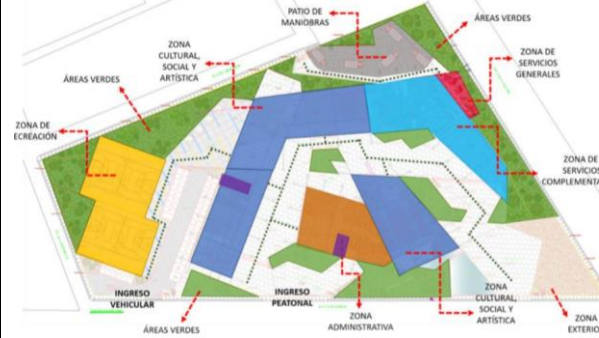 PATIO DE
MANIOBRAS
ÁREAS VERDES
ZONA
CULTURAL,
SOCIAL Y
ARTÍSTICA
ZONA DE
SERVICIOS
GENERALES
ÁREAS VERDES
ZONA DE
ECREACIÓN
ZONA DE
SERVICIOS
COMPLEMENTA
INGRESO
VEHICULAR
INGRESO
PEATONAL
ÁREAS VERDES
ZONA
ADMINISTRATIVA
ZONA
CULTURAL,
SOCIAL Y
ARTÍSTICA
ZONA
EXTERIO